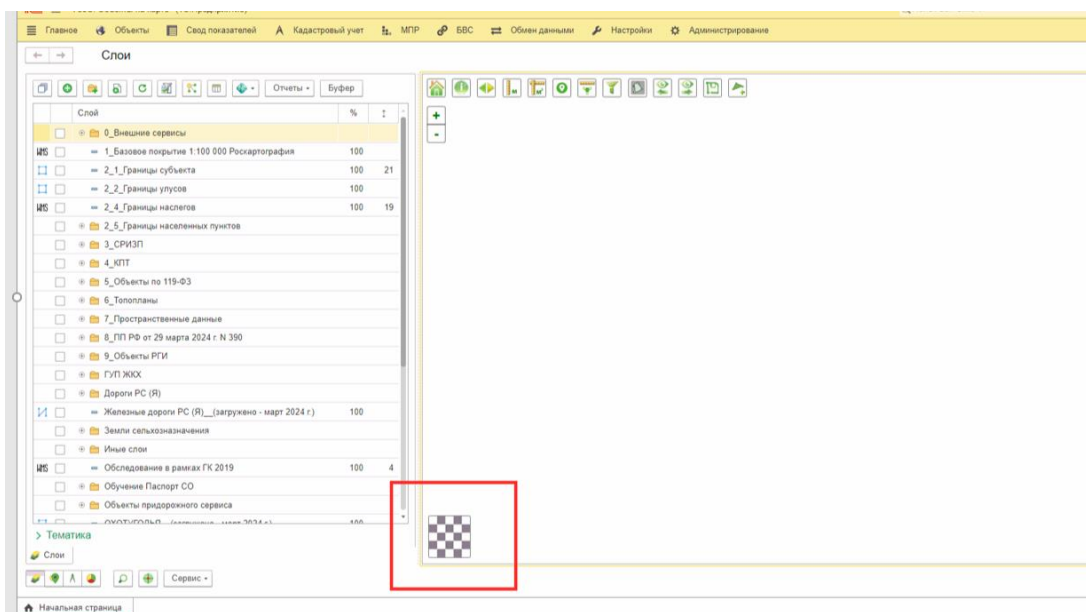 Главное Объекты Свод показателей Кадастровый учет МПР БВС Обмен данными Настройки Администрирование
Слои
Отчеты Буфер
Слой %
0_Внешние сервисы
WMS 1_Базовое покрытие 1:100 000 Роскартография 100
2_1_Границы субъекта 100 21
2_2_Границы улусов 100
WMS 2_4_Границы наслегов 100 19
2_5_Границы населенных пунктов
3_СРИЗП
4_КПТ
5_Объекты по 119-ФЗ
6_Топопланы
7_Пространственные данные
8_ПП РФ от 29 марта 2024 г. N 390
9_Объекты РГИ
ГУП ЖКХ
Дороги РС (Я)
Железные дороги РС (Я)__(загружено - март 2024 г.) 100
Земли сельхозназначения
Иные слои
WMS Обследование в рамках ГК 2019 100 4
Обучение Паспорт СО
Объекты придорожного сервиса
+
-
Тематика
Слои
Сервис
Начальная страница